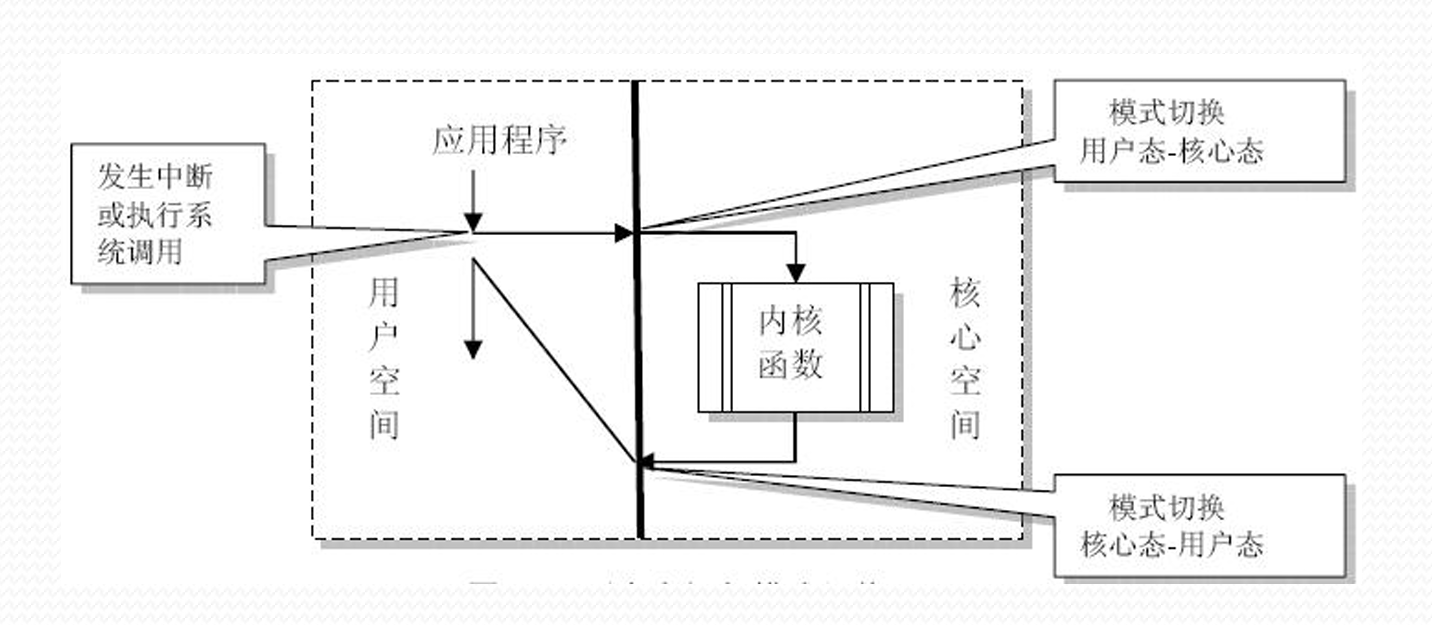 应用程序
发生中断
或执行系
统调用
用户空间
内核
函数
核心空间
模式切换
用户态-核心态
模式切换
核心态-用户态